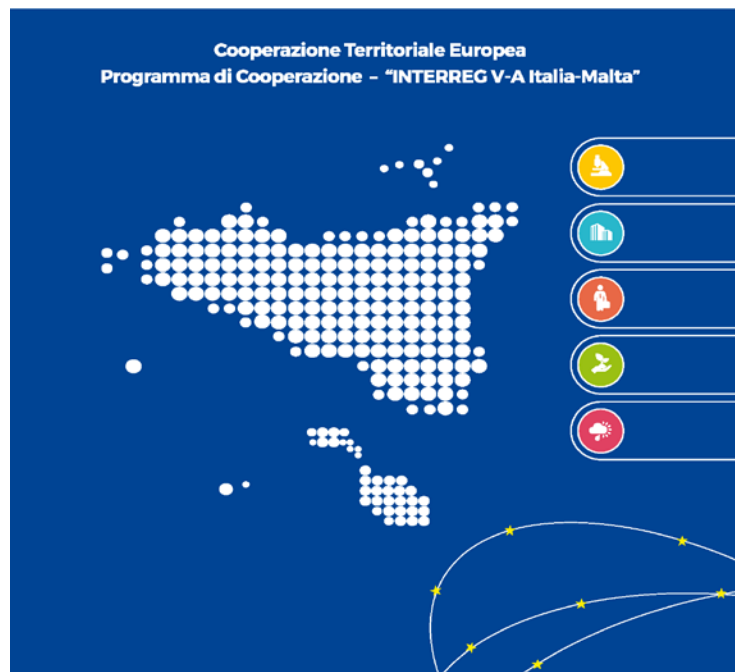 Cooperazione Territoriale Europea
Programma di Cooperazione – “INTERREG V-A Italia-Malta”